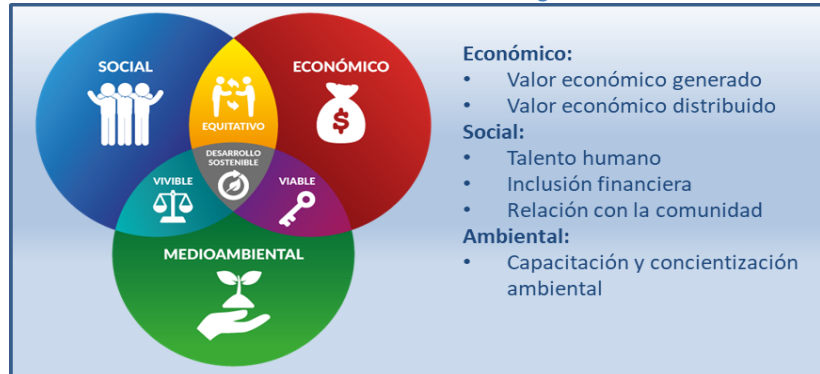 SOCIAL
ECONÓMICO
EQUITATIVO
DESARROLLO
SOSTENIBLE
VIVIBLE
VIABLE
MEDIOAMBIENTAL
$
Económico:
• Valor económico generado
• Valor económico distribuido
Social:
• Talento humano
• Inclusión financiera
• Relación con la comunidad
Ambiental:
• Capacitación y concientización
ambiental